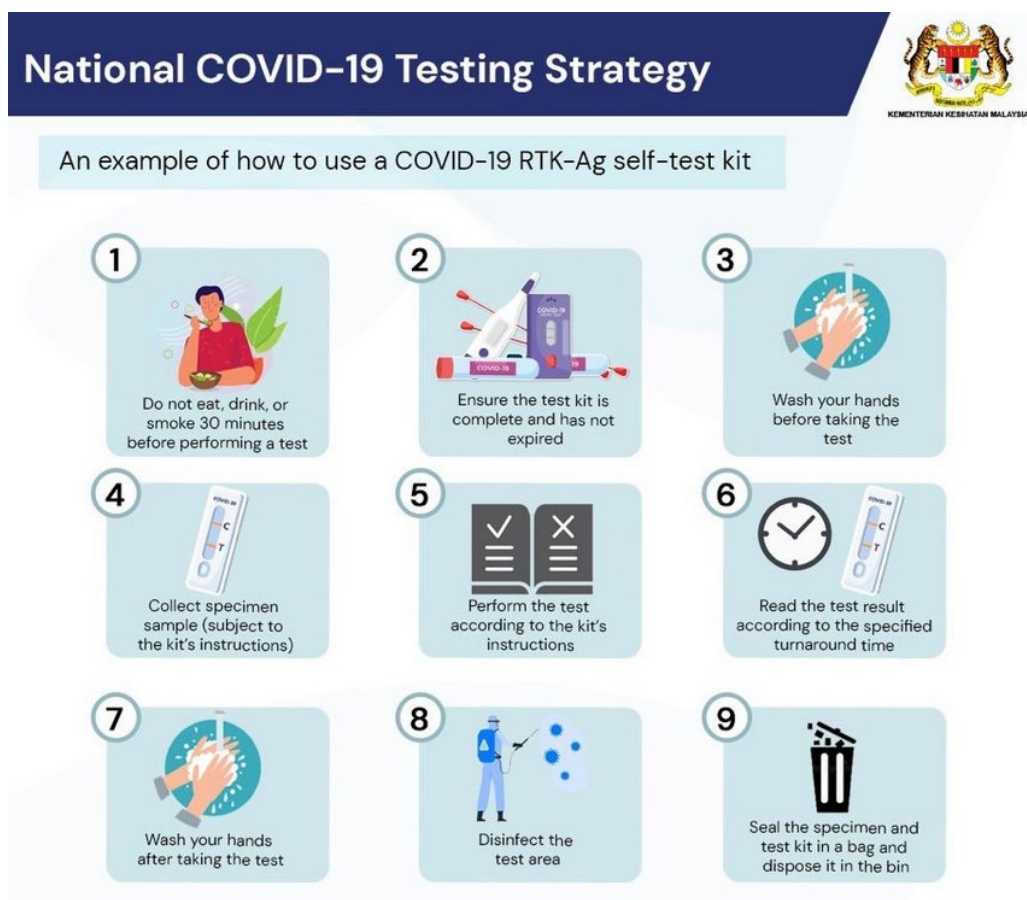 National COVID-19 Testing Strategy
KEMENTERIAN KESIHATAN MALAYSIA
An example of how to use a COVID-19 RTK-Ag self-test kit
1
Do not eat, drink, or
smoke 30 minutes
before performing a test
2
COVID-19
COVID-19
19
Ensure the test kit is
complete and has not
expired
3
Wash your hands
before taking the
test
4
COVID-19
C
T
Collect specimen
sample (subject to
the kit's instructions)
5
Perform the test
according to the kit's
instructions
6
COVID-19
C
T
Read the test result
according to the specified
turnaround time
7
Wash your hands
after taking the test
8
Disinfect the
test area
9
Seal the specimen and
test kit in a bag and
dispose it in the bin